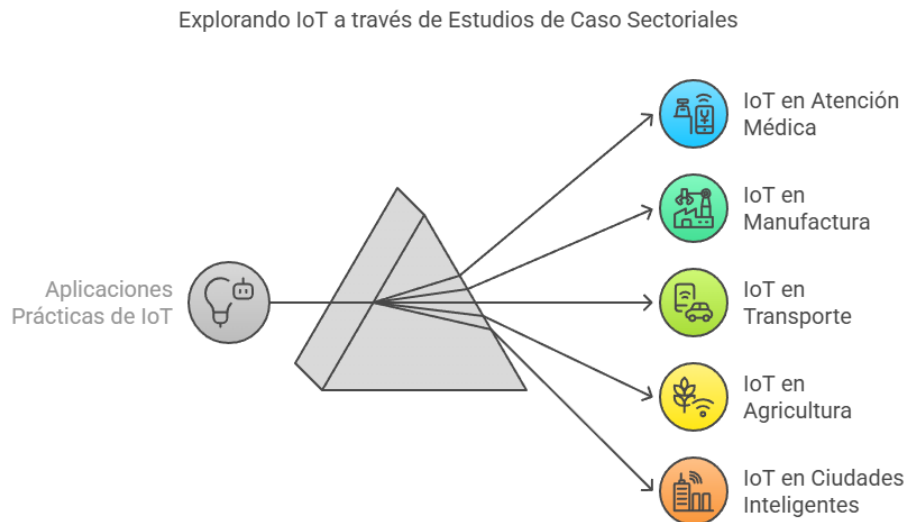 Explorando IoT a través de Estudios de Caso Sectoriales
IoT en Atención
Médica
IoT en
Manufactura
Aplicaciones
Prácticas de IoT
IoT en
Transporte
IoT en
Agricultura
IoT en Ciudades
Inteligentes